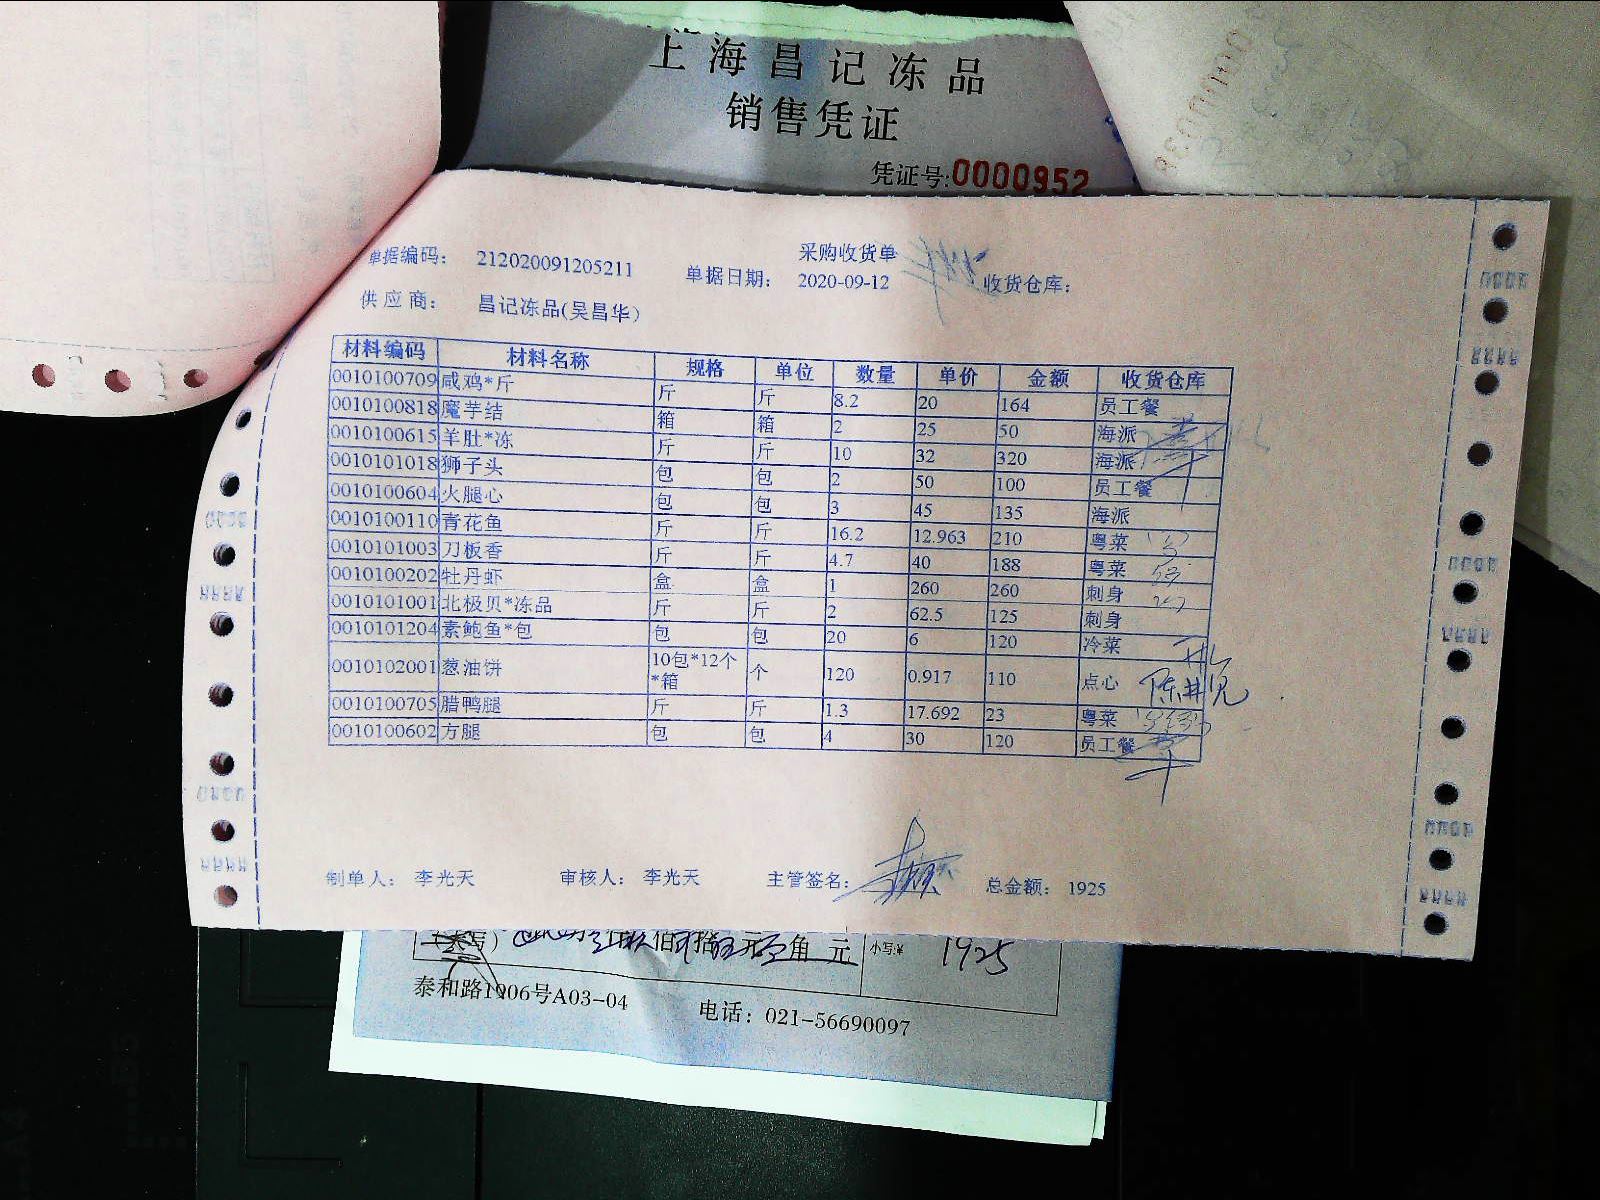 上海昌记冻品
销售凭证
凭证号:0000952
采购收货单
单据编码: 212020091205211 单据日期: 2020-09-12 收货仓库:
供应商: 昌记冻品(吴昌华)
材料编码 材料名称 规格 单位 数量 单价 金额 收货仓库
0010100709 咸鸡*斤 斤 斤 8.2 20 164 员工餐
0010100818 魔芋结 箱 箱 2 25 50 海派
0010100615 羊肚*冻 斤 斤 10 32 320 海派
0010101018 狮子头 包 包 2 50 100 员工餐
0010100604 火腿心 包 包 3 45 135 海派
0010100110 青花鱼 斤 斤 16.2 12.963 210 粤菜
0010101003 刀板香 斤 斤 4.7 40 188 粤菜
0010100202 牡丹虾 盒 盒 1 260 260 刺身
0010101001 北极贝*冻品 斤 斤 2 62.5 125 刺身
0010101204 素鲍鱼*包 包 包 20 6 120 冷菜
0010102001 葱油饼 10包*12个*箱 个 120 0.917 110 点心
0010100705 腊鸭腿 斤 斤 1.3 17.692 23 粤菜
0010100602 方腿 包 包 4 30 120 员工餐
制单人: 李光天 审核人: 李光天 主管签名: 总金额: 1925
角 元 小写:¥ 1925
泰和路1906号A03-04 电话: 021-56690097